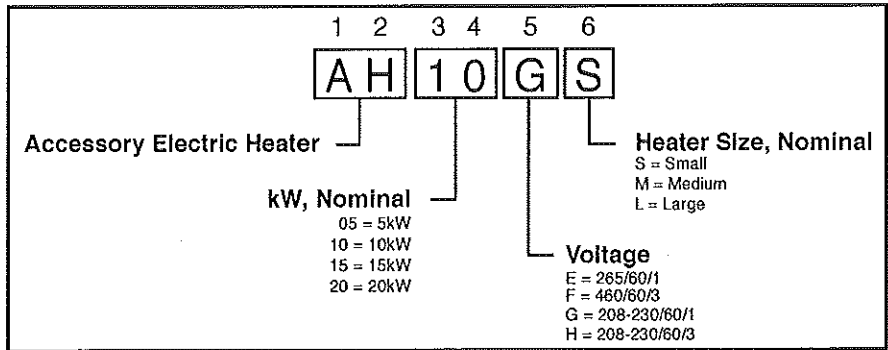 1 2 3 4 5 6
A H 1 0 G S
Accessory Electric Heater
Heater Size, Nominal
S = Small
M = Medium
L = Large
kW, Nominal
05 = 5kW
10 = 10kW
15 = 15kW
20 = 20kW
Voltage
E = 265/60/1
F = 460/60/3
G = 208-230/60/1
H = 208-230/60/3